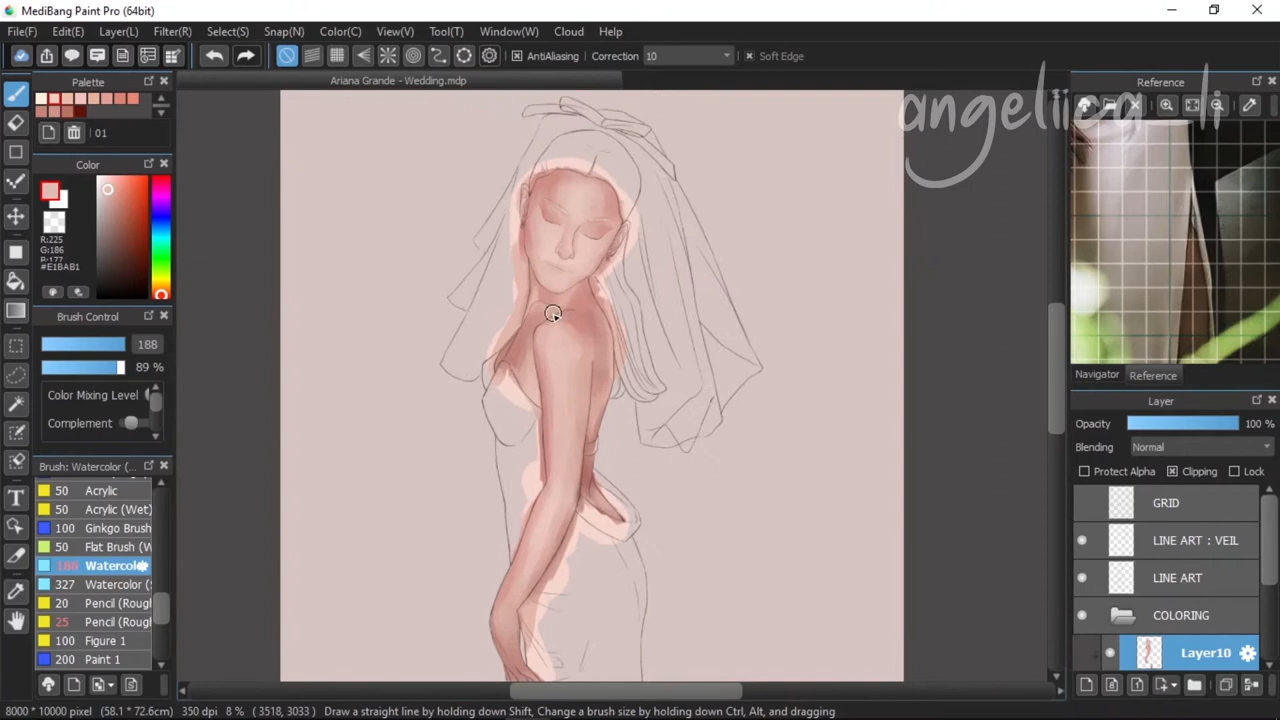 MediBang Paint Pro (64bit)
File(F) Edit(E) Layer(L) Filter(R) Select(S) Snap(N) Color(C) View(V) Tool(T) Window(W) Cloud Help
AntiAliasing Correction 10 Soft Edge
Palette
Ariana Grande - Wedding.mdp
Reference
angeliica_li
01
Color
R:225
G:186
B:177
#E1BAB1
Brush Control
188
89 %
Color Mixing Level
Complement
Navigator Reference
Layer
Opacity 100 %
Blending Normal
Protect Alpha Clipping Lock
Brush: Watercolor (...
50 Acrylic
50 Acrylic (Wet)
100 Ginkgo Brush
50 Flat Brush (W
Watercolo
327 Watercolor (
20 Pencil (Rough
25 Pencil (Rough
100 Figure 1
200 Paint 1
GRID
LINE ART : VEIL
LINE ART
COLORING
Layer10
8000 * 10000 pixel (58.1 * 72.6cm) 350 dpi 8 % ( 3518, 3033 ) Draw a straight line by holding down Shift, Change a brush size by holding down Ctrl, Alt, and dragging